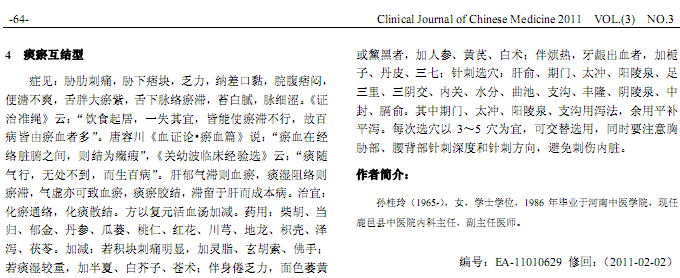 -64-
Clinical Journal of Chinese Medicine 2011 VOL.(3) NO.3
4 痰瘀互结型
症见：胁肋刺痛，胁下痞块，乏力，纳差口黏，脘腹痞闷，
便溏不爽，舌胖大瘀紫，舌下脉络瘀滞，苔白腻，脉细涩。《证
治准绳》云：“饮食起居，一失其宜，皆能使瘀滞不行，故百
病皆由瘀血者多”。唐容川《血证论•瘀血篇》说：“瘀血在经
络脏腑之间，则结为癥瘕”，《关幼波临床经验选》云：“痰随
气行，无处不到，而生百病”。肝郁气滞则血瘀，痰湿阻络则
瘀滞，气虚亦可致血瘀，痰瘀胶结，滞留于肝而成本病。治宜：
化瘀通络，化痰散结。方以复元活血汤加减。药用：柴胡、当
归、郁金、丹参、瓜蒌、桃仁、红花、川芎、地龙、枳壳、泽
泻、茯苓。加减：若积块刺痛明显，加灵脂、玄胡索、佛手；
若痰湿较重，加半夏、白芥子、苍术；伴身倦乏力，面色萎黄
或黧黑者，加人参、黄芪、白术；伴烦热，牙龈出血者，加栀
子、丹皮、三七；针刺选穴：肝俞、期门、太冲、阳陵泉、足
三里、三阴交、内关、水分、曲池、支沟、丰隆、阴陵泉、中
封、膈俞。其中期门、太冲、阳陵泉、支沟用泻法，余用平补
平泻。每次选穴以 3～5 穴为宜，可交替选用，同时要注意胸
胁部、腰背部针刺深度和针刺方向，避免刺伤内脏。
作者简介：
孙桂玲（1965-），女，学士学位，1986 年毕业于河南中医学院，现任
鹿邑县中医院内科主任，副主任医师。
编号：EA-11010629 修回：（2011-02-02）